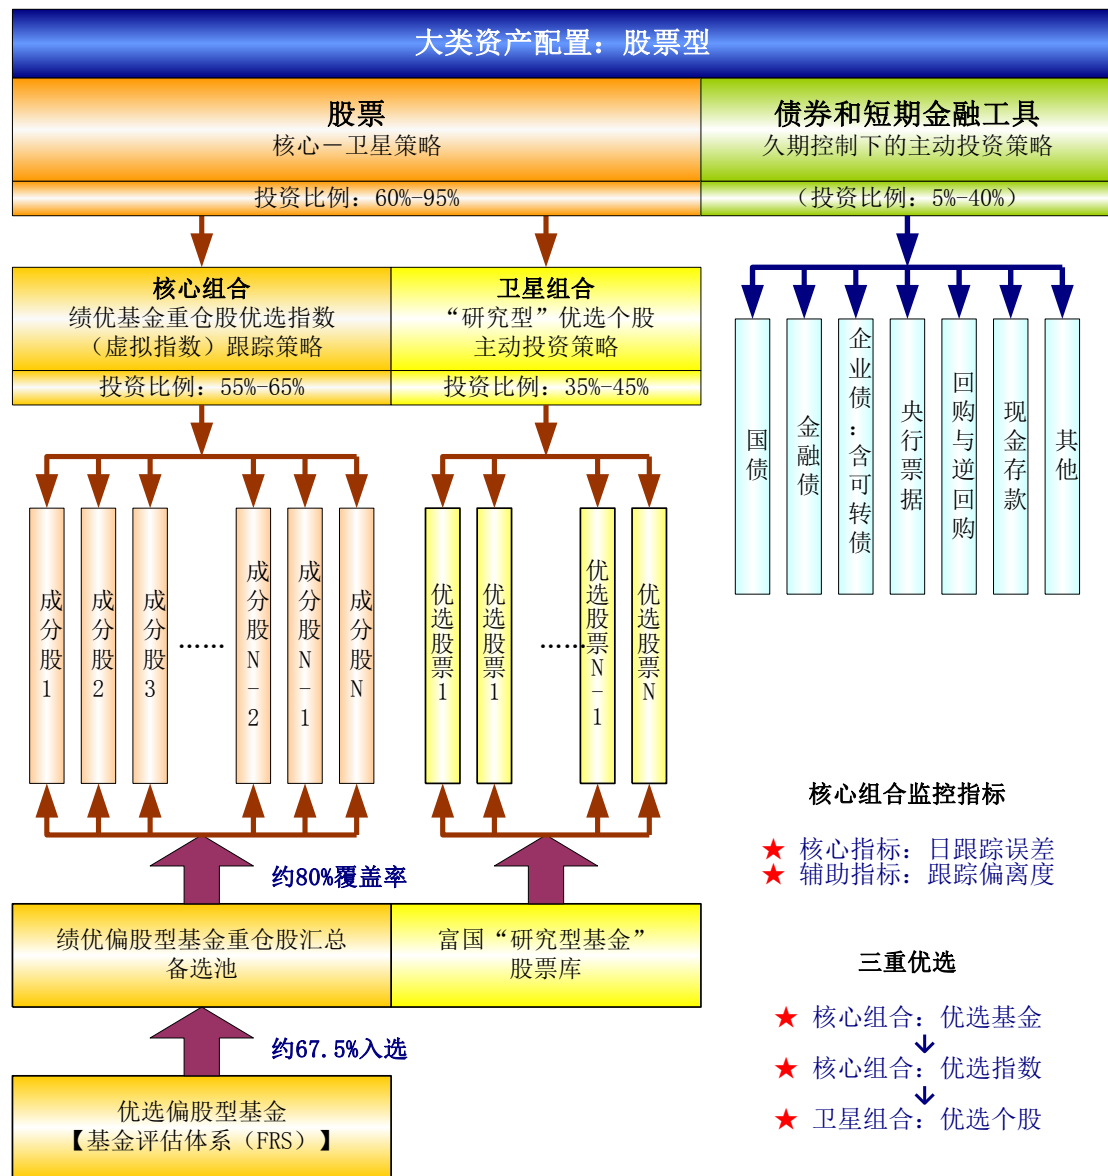 大类资产配置：股票型
股票
核心－卫星策略
投资比例：60%-95%
债券和短期金融工具
久期控制下的主动投资策略
（投资比例：5%-40%）
核心组合
绩优基金重仓股优选指数
（虚拟指数）跟踪策略
投资比例：55%-65%
卫星组合
“研究型”优选个股
主动投资策略
投资比例：35%-45%
国债
金融债
企业债：含可转债
央行票据
回购与逆回购
现金存款
其他
成分股1
成分股2
成分股3
……
成分股N-2
成分股N-1
成分股N
优选股票1
优选股票1
……
优选股票N-1
优选股票N
约80%覆盖率
绩优偏股型基金重仓股汇总
备选池
富国“研究型基金”
股票库
约67.5%入选
优选偏股型基金
【基金评估体系（FRS）】
核心组合监控指标
★ 核心指标：日跟踪误差
★ 辅助指标：跟踪偏离度
三重优选
★ 核心组合：优选基金
★ 核心组合：优选指数
★ 卫星组合：优选个股